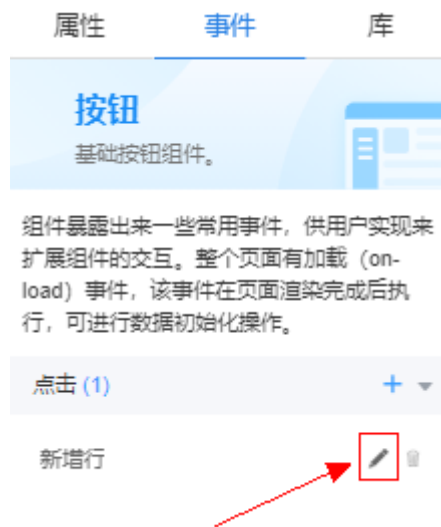 属性 事件 库
按钮
基础按钮组件。
组件暴露出来一些常用事件，供用户实现来
扩展组件的交互。整个页面有加载（on-
load）事件，该事件在页面渲染完成后执
行，可进行数据初始化操作。
点击 (1)
新增行